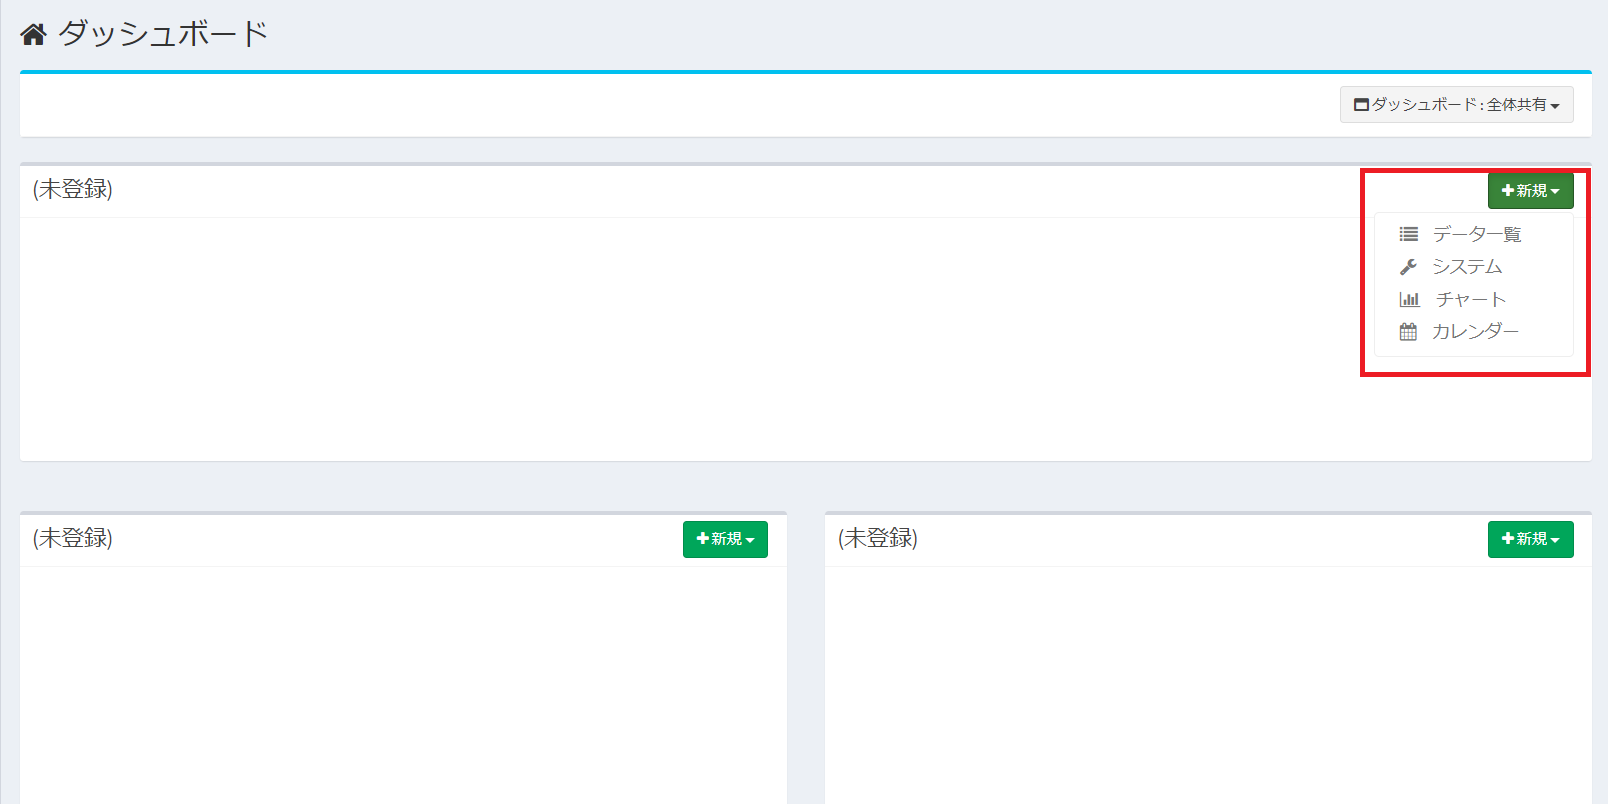 ダッシュボード
ダッシュボード : 全体共有
(未登録)
新規
データ一覧
システム
チャート
カレンダー
(未登録)
新規
(未登録)
新規